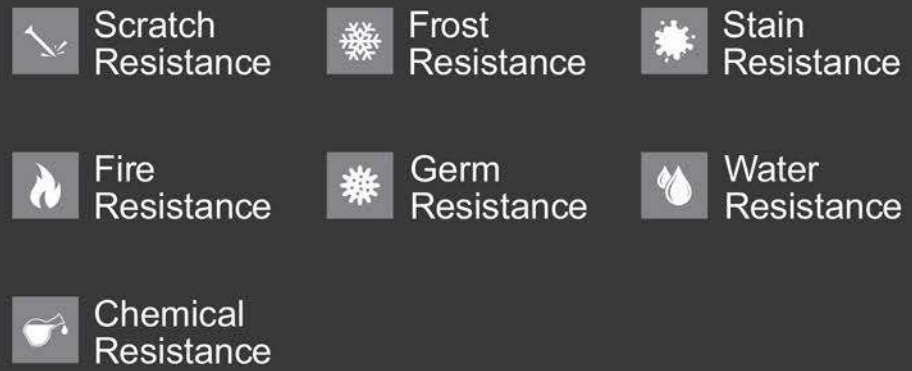 Scratch
Resistance
Frost
Resistance
Stain
Resistance
Fire
Resistance
Germ
Resistance
Water
Resistance
Chemical
Resistance